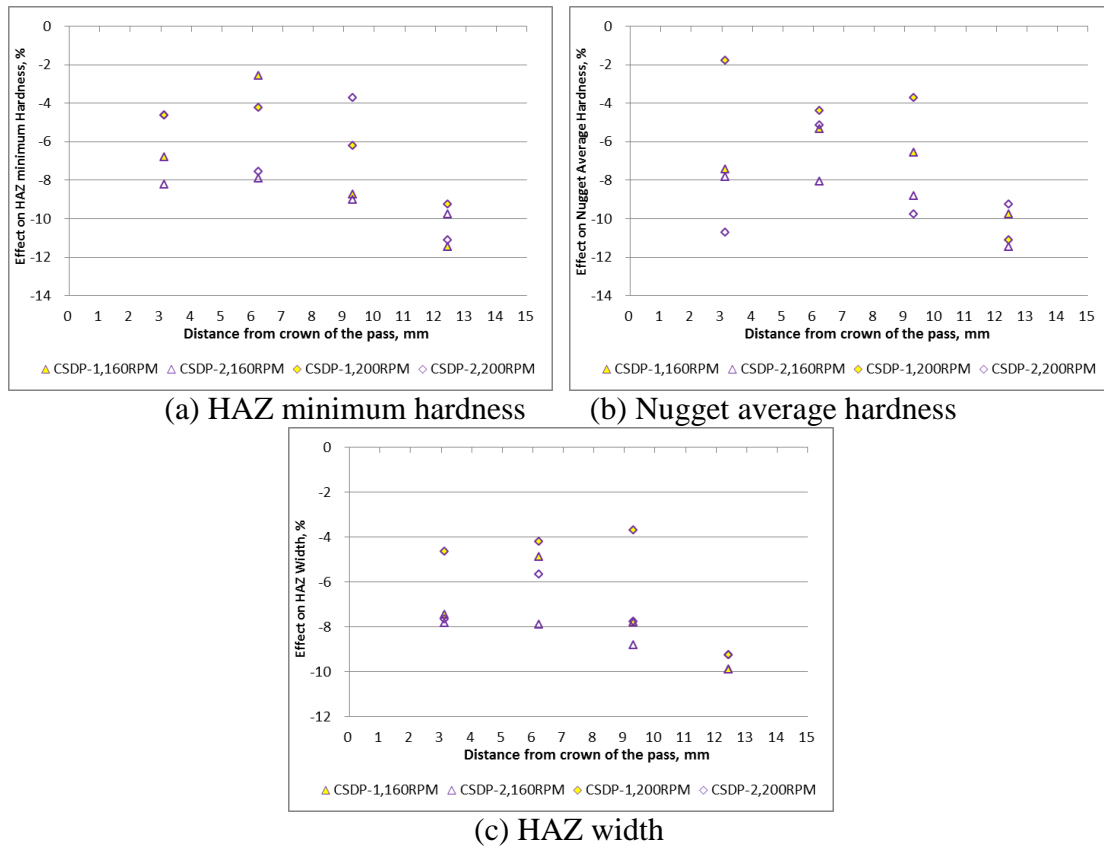 0
-2
-4
-6
-8
-10
-12
-14
Effect on HAZ minimum Hardness, %
0 1 2 3 4 5 6 7 8 9 10 11 12 13 14 15
Distance from crown of the pass, mm
CSDP-1,160RPM CSDP-2,160RPM CSDP-1,200RPM CSDP-2,200RPM
(a) HAZ minimum hardness
0
-2
-4
-6
-8
-10
-12
-14
Effect on Nugget Average Hardness, %
0 1 2 3 4 5 6 7 8 9 10 11 12 13 14 15
Distance from crown of the pass, mm
CSDP-1,160RPM CSDP-2,160RPM CSDP-1,200RPM CSDP-2,200RPM
(b) Nugget average hardness
0
-2
-4
-6
-8
-10
-12
Effect on HAZ Width, %
0 1 2 3 4 5 6 7 8 9 10 11 12 13 14 15
Distance from crown of the pass, mm
CSDP-1,160RPM CSDP-2,160RPM CSDP-1,200RPM CSDP-2,200RPM
(c) HAZ width